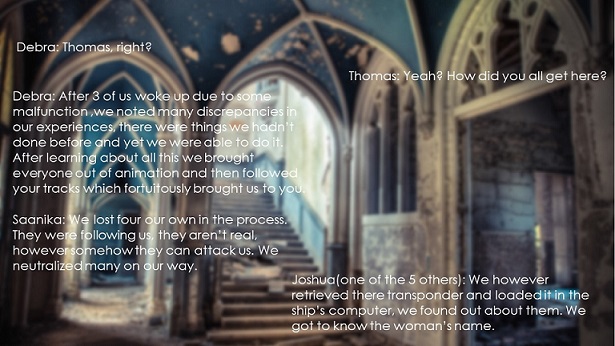 Debra: Thomas, right?
Thomas: Yeah? How did you all get here?
Debra: After 3 of us woke up due to some
malfunction ,we noted many discrepancies in
our experiences, there were things we hadn't
done before and yet we were able to do it.
After learning about all this we brought
everyone out of animation and then followed
your tracks which fortuitously brought us to you.
Saanika: We lost four our own in the process.
They were following us, they aren't real,
however somehow they can attack us. We
neutralized many on our way.
Joshua(one of the 5 others): We however
retrieved there transponder and loaded it in the
ship's computer, we found out about them. We
got to know the woman's name.